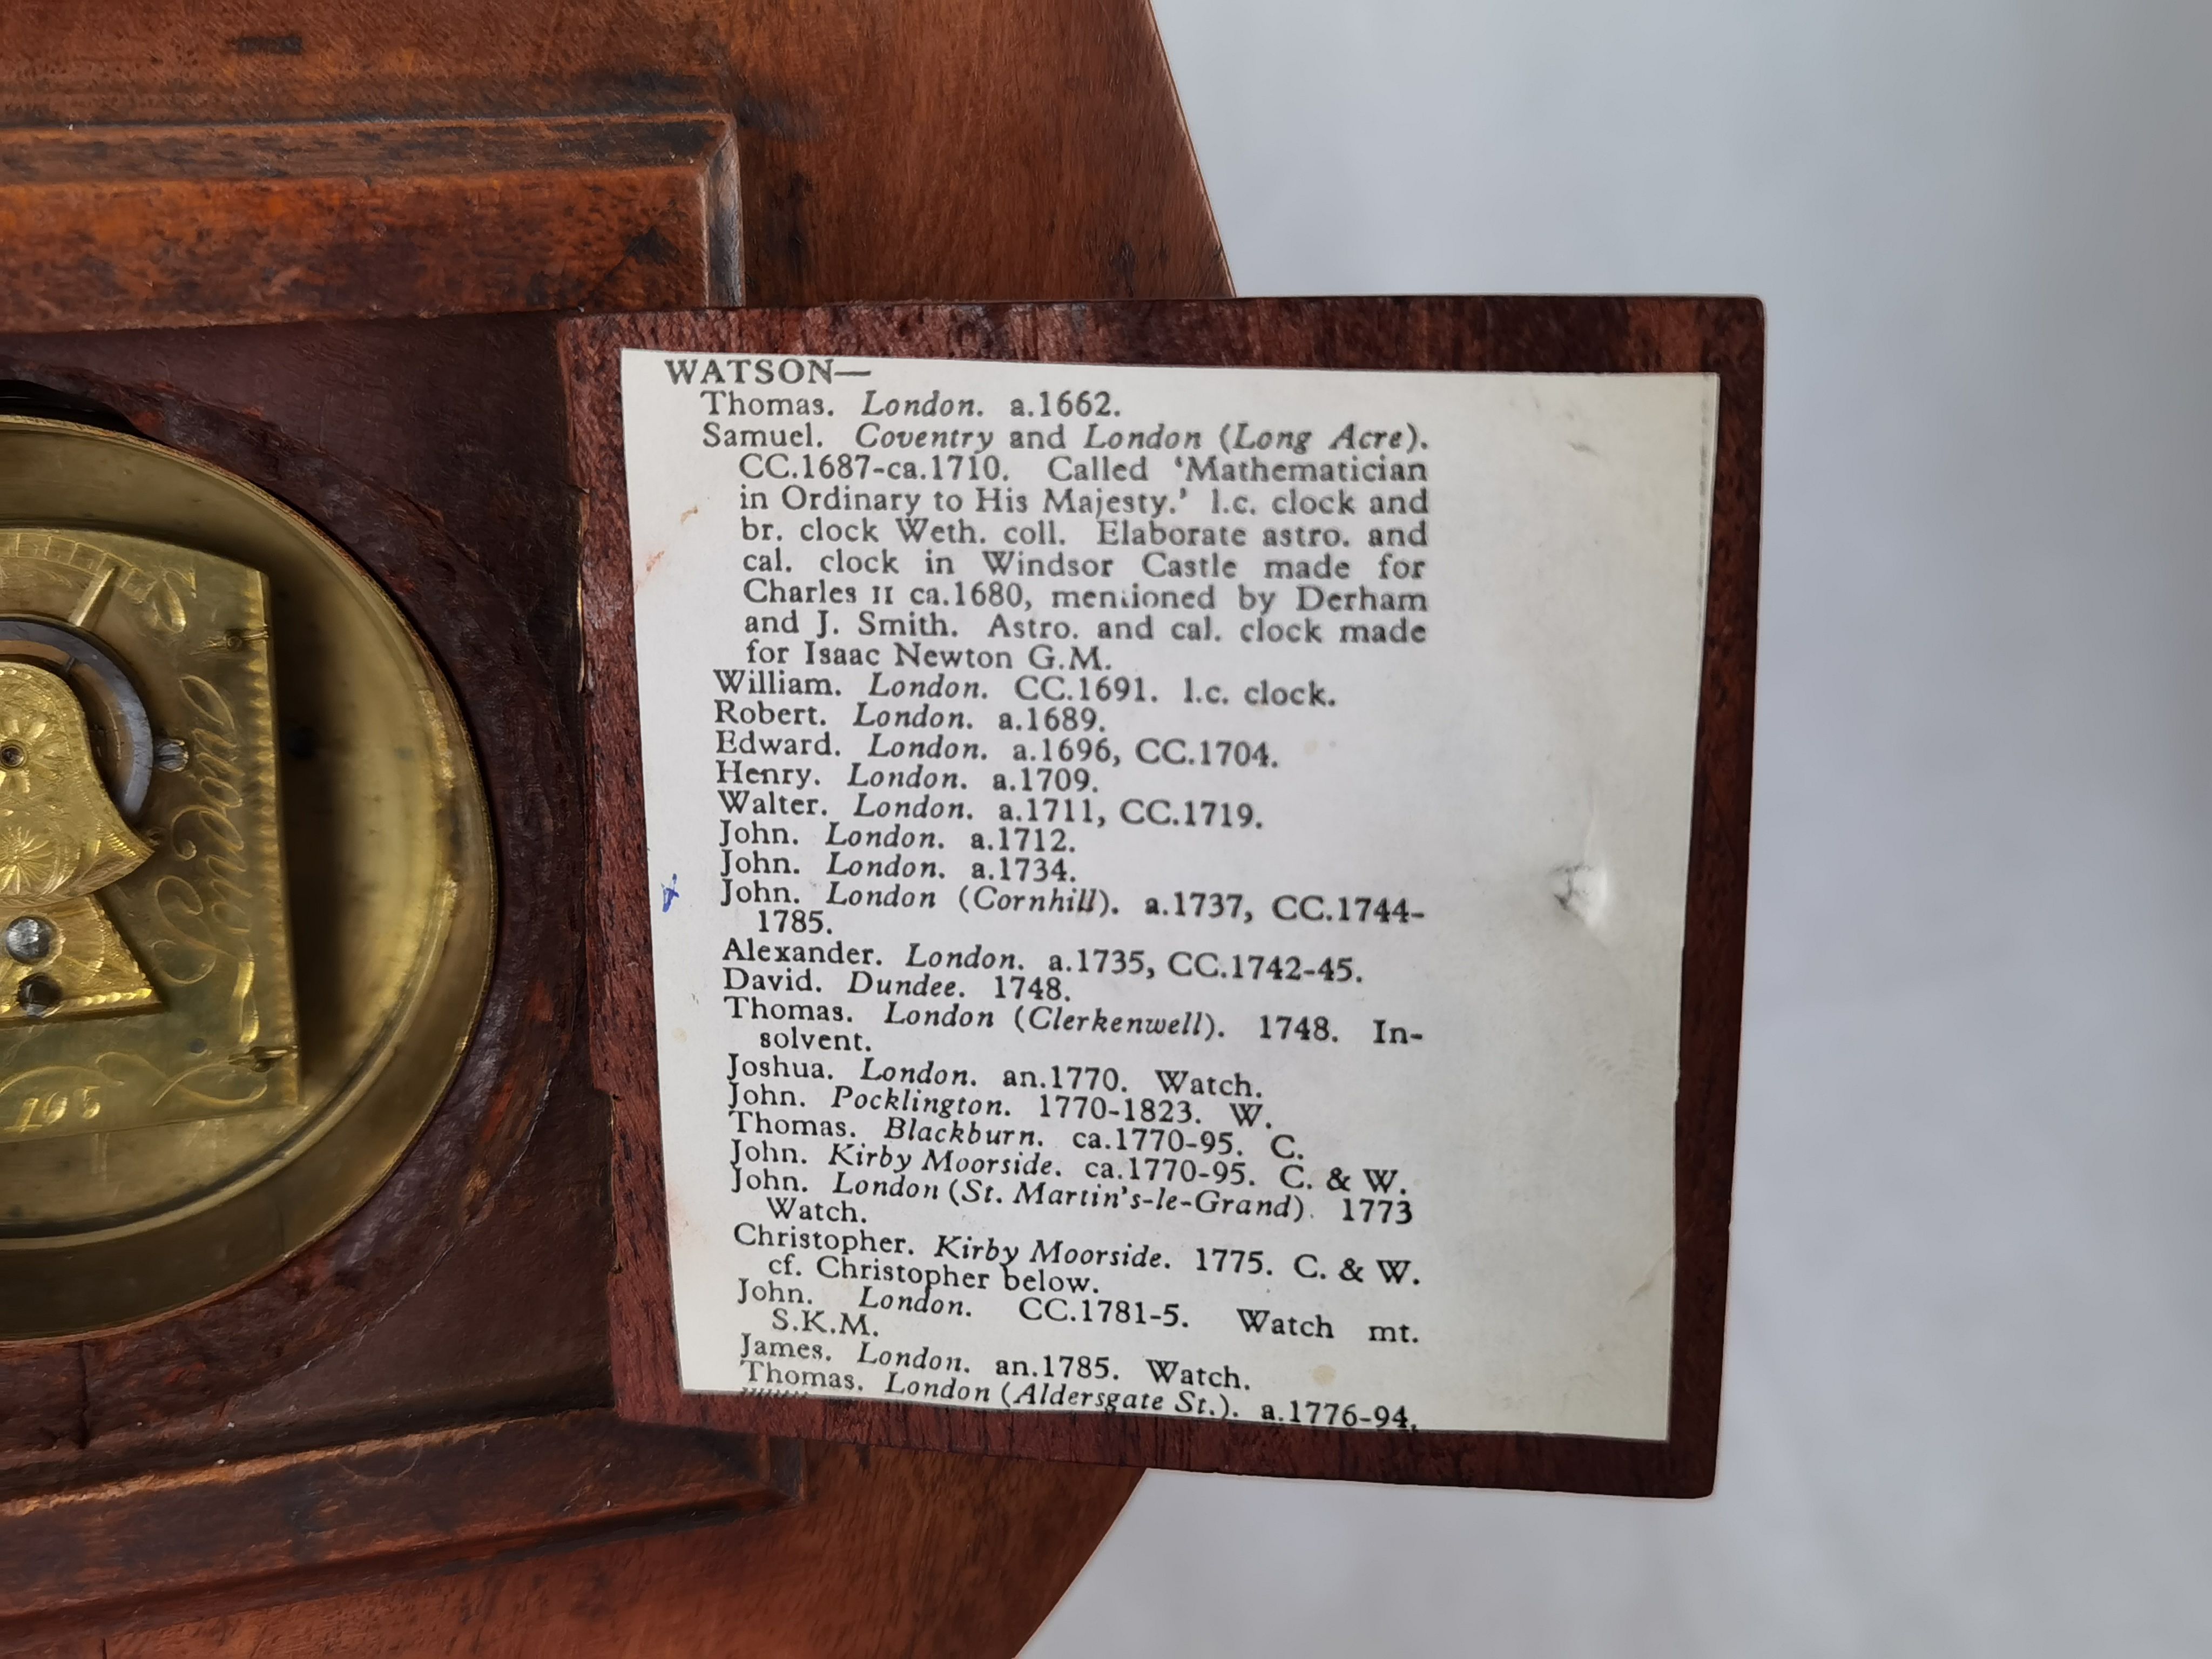 WATSON—
Thomas. London. a.1662.
Samuel. Coventry and London (Long Acre).
CC.1687-ca.1710. Called ‘Mathematician
in Ordinary to His Majesty.’ l.c. clock and
br. clock Weth. coll. Elaborate astro. and
cal. clock in Windsor Castle made for
Charles II ca.1680, mentioned by Derham
and J. Smith. Astro. and cal. clock made
for Isaac Newton G.M.
William. London. CC.1691. l.c. clock.
Robert. London. a.1689.
Edward. London. a.1696, CC.1704.
Henry. London. a.1709.
Walter. London. a.1711, CC.1719.
John. London. a.1712.
John. London. a.1734.
John. London (Cornhill). a.1737, CC.1744-
1785.
Alexander. London. a.1735, CC.1742-45.
David. Dundee. 1748.
Thomas. London (Clerkenwell). 1748. In-
solvent.
Joshua. London. an.1770. Watch.
John. Pocklington. 1770-1823. W.
Thomas. Blackburn. ca.1770-95. C.
John. Kirby Moorside. ca.1770-95. C. & W.
John. London (St. Martin's-le-Grand). 1773
Watch.
Christopher. Kirby Moorside. 1775. C. & W.
cf. Christopher below.
John. London. CC.1781-5. Watch mt.
S.K.M.
James. London. an.1785. Watch.
Thomas. London (Aldersgate St.). a.1776-94,